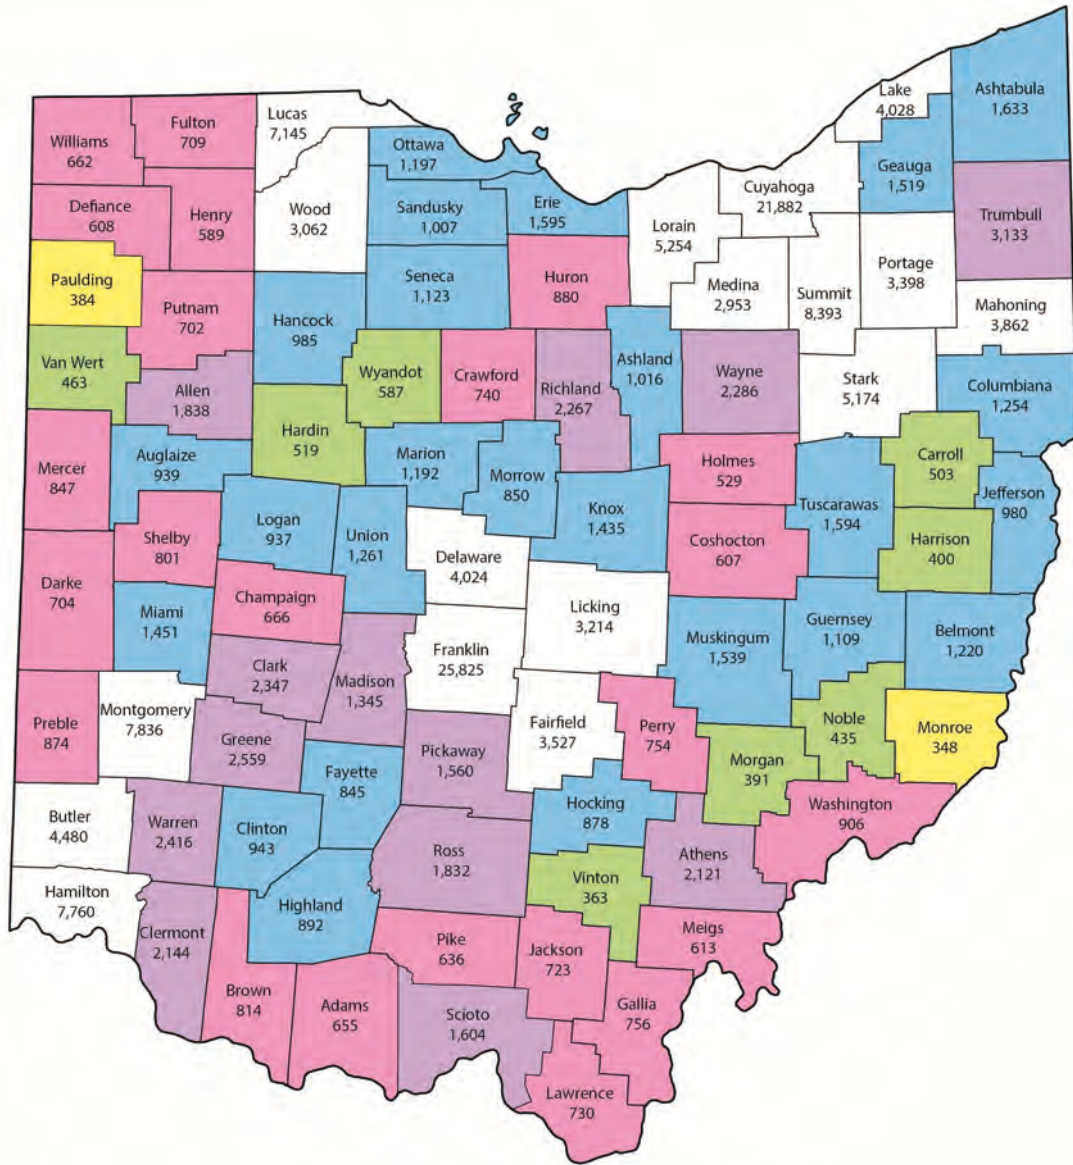 Lake
4,028
Ashtabula
1,633
Lucas
7,145
Fulton
709
Williams
662
Ottawa
1,197
Geauga
1,519
Cuyahoga
21,882
Erie
1,595
Sandusky
1,007
Wood
3,062
Defiance
608
Henry
589
Trumbull
3,133
Lorain
5,254
Portage
3,398
Seneca
1,123
Huron
880
Medina
2,953
Summit
8,393
Paulding
384
Putnam
702
Hancock
985
Mahoning
3,862
Van Wert
463
Wyandot
587
Crawford
740
Ashland
1,016
Wayne
2,286
Stark
5,174
Columbiana
1,254
Allen
1,838
Richland
2,267
Hardin
519
Mercer
847
Auglaize
939
Marion
1,192
Morrow
850
Holmes
529
Carroll
503
Jefferson
980
Tuscarawas
1,594
Knox
1,435
Logan
937
Union
1,261
Shelby
801
Coshocton
607
Harrison
400
Delaware
4,024
Darke
704
Champaign
666
Licking
3,214
Miami
1,451
Muskingum
1,539
Guernsey
1,109
Belmont
1,220
Franklin
25,825
Clark
2,347
Madison
1,345
Preble
874
Montgomery
7,836
Fairfield
3,527
Perry
754
Noble
435
Monroe
348
Greene
2,559
Pickaway
1,560
Morgan
391
Fayette
845
Hocking
878
Washington
906
Butler
4,480
Warren
2,416
Clinton
943
Ross
1,832
Athens
2,121
Vinton
363
Hamilton
7,760
Highland
892
Clermont
2,144
Pike
636
Jackson
723
Meigs
613
Brown
814
Adams
655
Scioto
1,604
Gallia
756
Lawrence
730